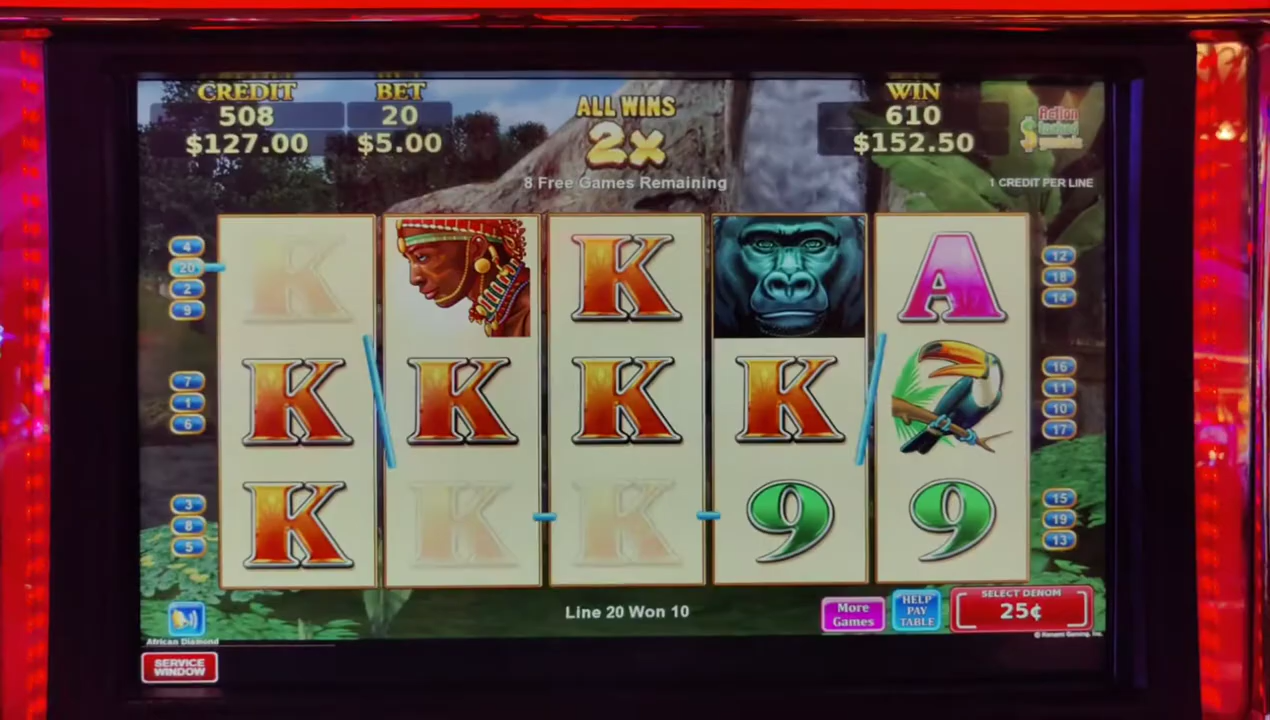 CREDIT
BET
WIN
508
20
ALL WINS
610
$127.00
$5.00
2x
$152.50
8 Free Games Remaining
1 CREDIT PER LINE
4
20
2
9
7
1
6
3
8
5
K
K
A
K
K
K
K
K
K
K
9
9
12
18
14
16
11
10
17
15
19
13
Line 20 Won 10
More
Games
HELP
PAY
TABLE
SELECT DENOM
25¢
African Diamond
© Konami Gaming, Inc.
SERVICE
WINDOW